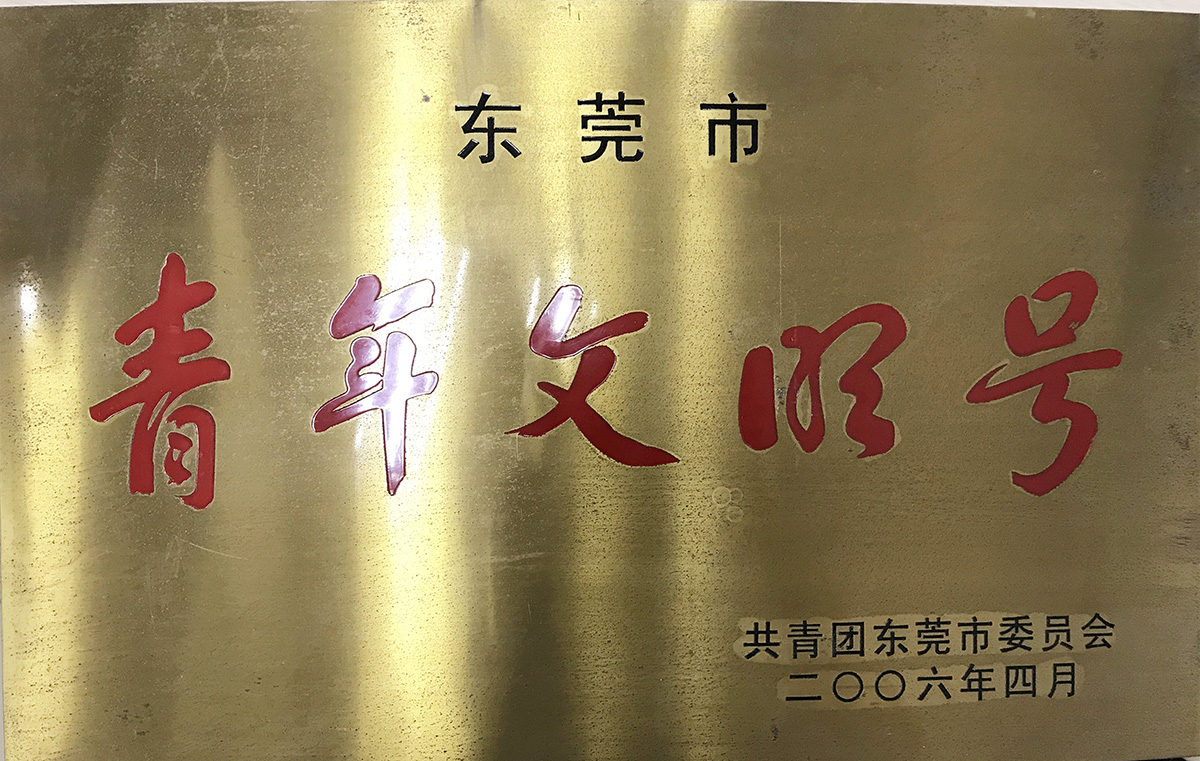 东莞市
青年文明号
共青团东莞市委员会
二〇〇六年四月